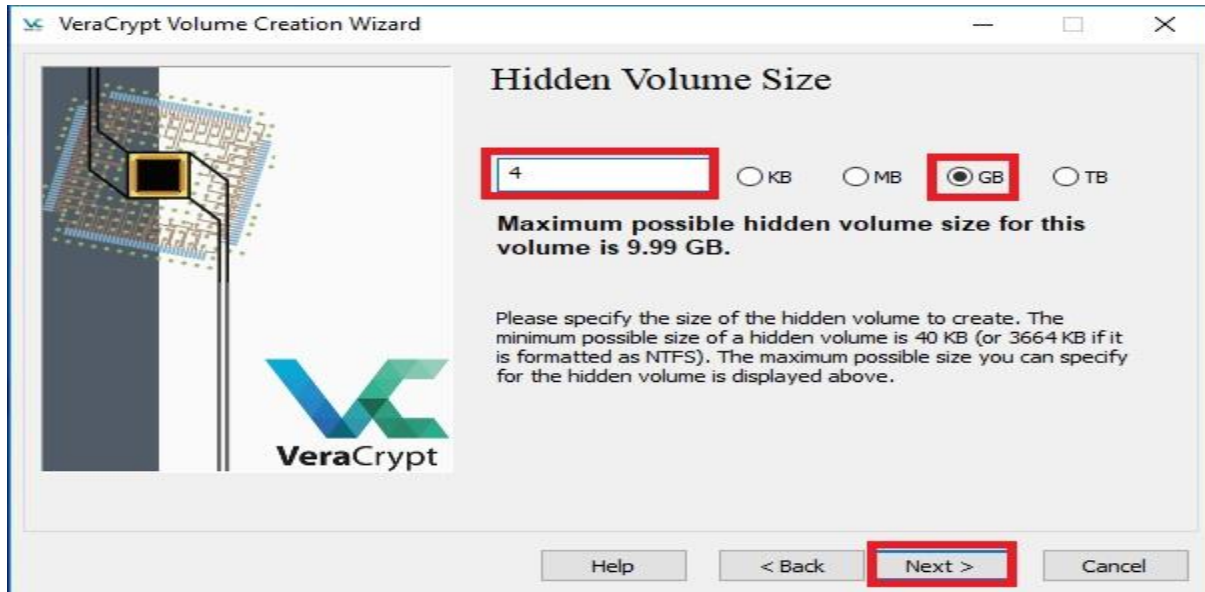 VeraCrypt Volume Creation Wizard
Hidden Volume Size
4 KB MB GB TB
Maximum possible hidden volume size for this
volume is 9.99 GB.
Please specify the size of the hidden volume to create. The
minimum possible size of a hidden volume is 40 KB (or 3664 KB if it
is formatted as NTFS). The maximum possible size you can specify
for the hidden volume is displayed above.
VeraCrypt
Help < Back Next > Cancel